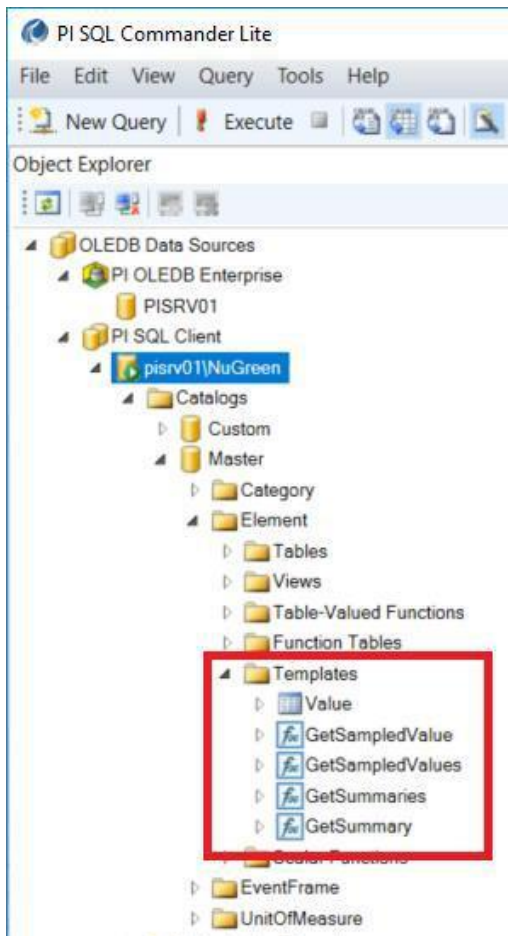 PI SQL Commander Lite
File Edit View Query Tools Help
New Query Execute
Object Explorer
OLEDB Data Sources
PI OLEDB Enterprise
PISRV01
PI SQL Client
pisrv01\NuGreen
Catalogs
Custom
Master
Category
Element
Tables
Views
Table-Valued Functions
Function Tables
Templates
Value
GetSampledValue
GetSampledValues
GetSummaries
GetSummary
Scalar Functions
EventFrame
UnitOfMeasure